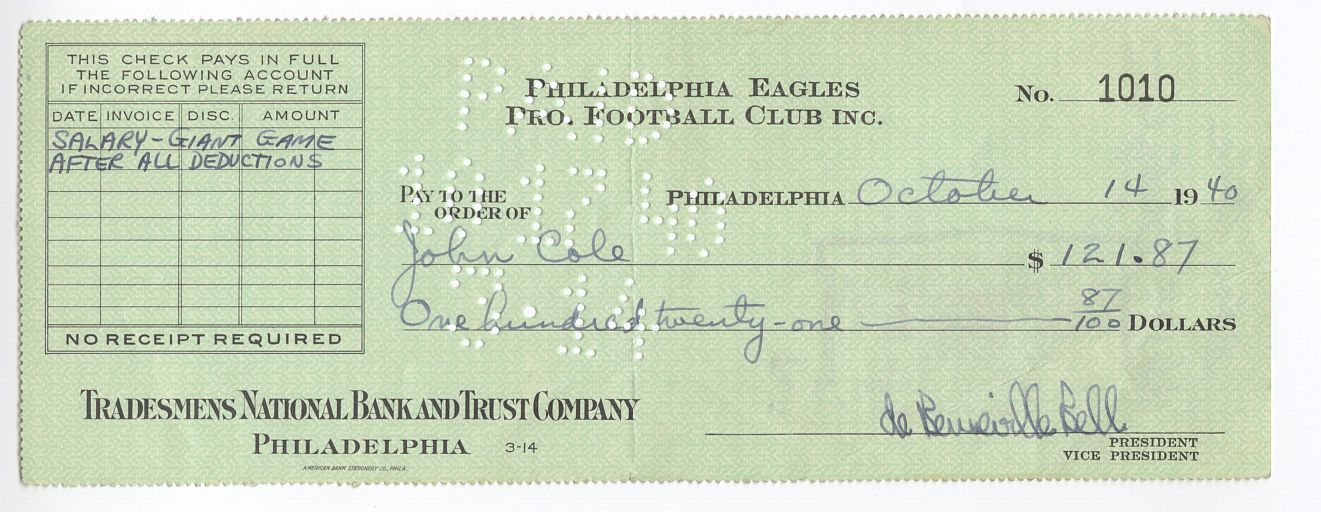 THIS CHECK PAYS IN FULL
THE FOLLOWING ACCOUNT
IF INCORRECT PLEASE RETURN
DATE INVOICE DISC. AMOUNT
SALARY - GIANT GAME
AFTER ALL DEDUCTIONS
NO RECEIPT REQUIRED
PHILADELPHIA EAGLES
PRO. FOOTBALL CLUB INC.
No. 1010
PAY TO THE
ORDER OF
PHILADELPHIA October 14 1940
John Cole $ 121.87
One hundred twenty-one 87/100 DOLLARS
TRADESMENS NATIONAL BANK AND TRUST COMPANY
PHILADELPHIA 3-14
AMERICAN BANK STATIONERY CO., PHILA.
de Benneville Bell
PRESIDENT
VICE PRESIDENT